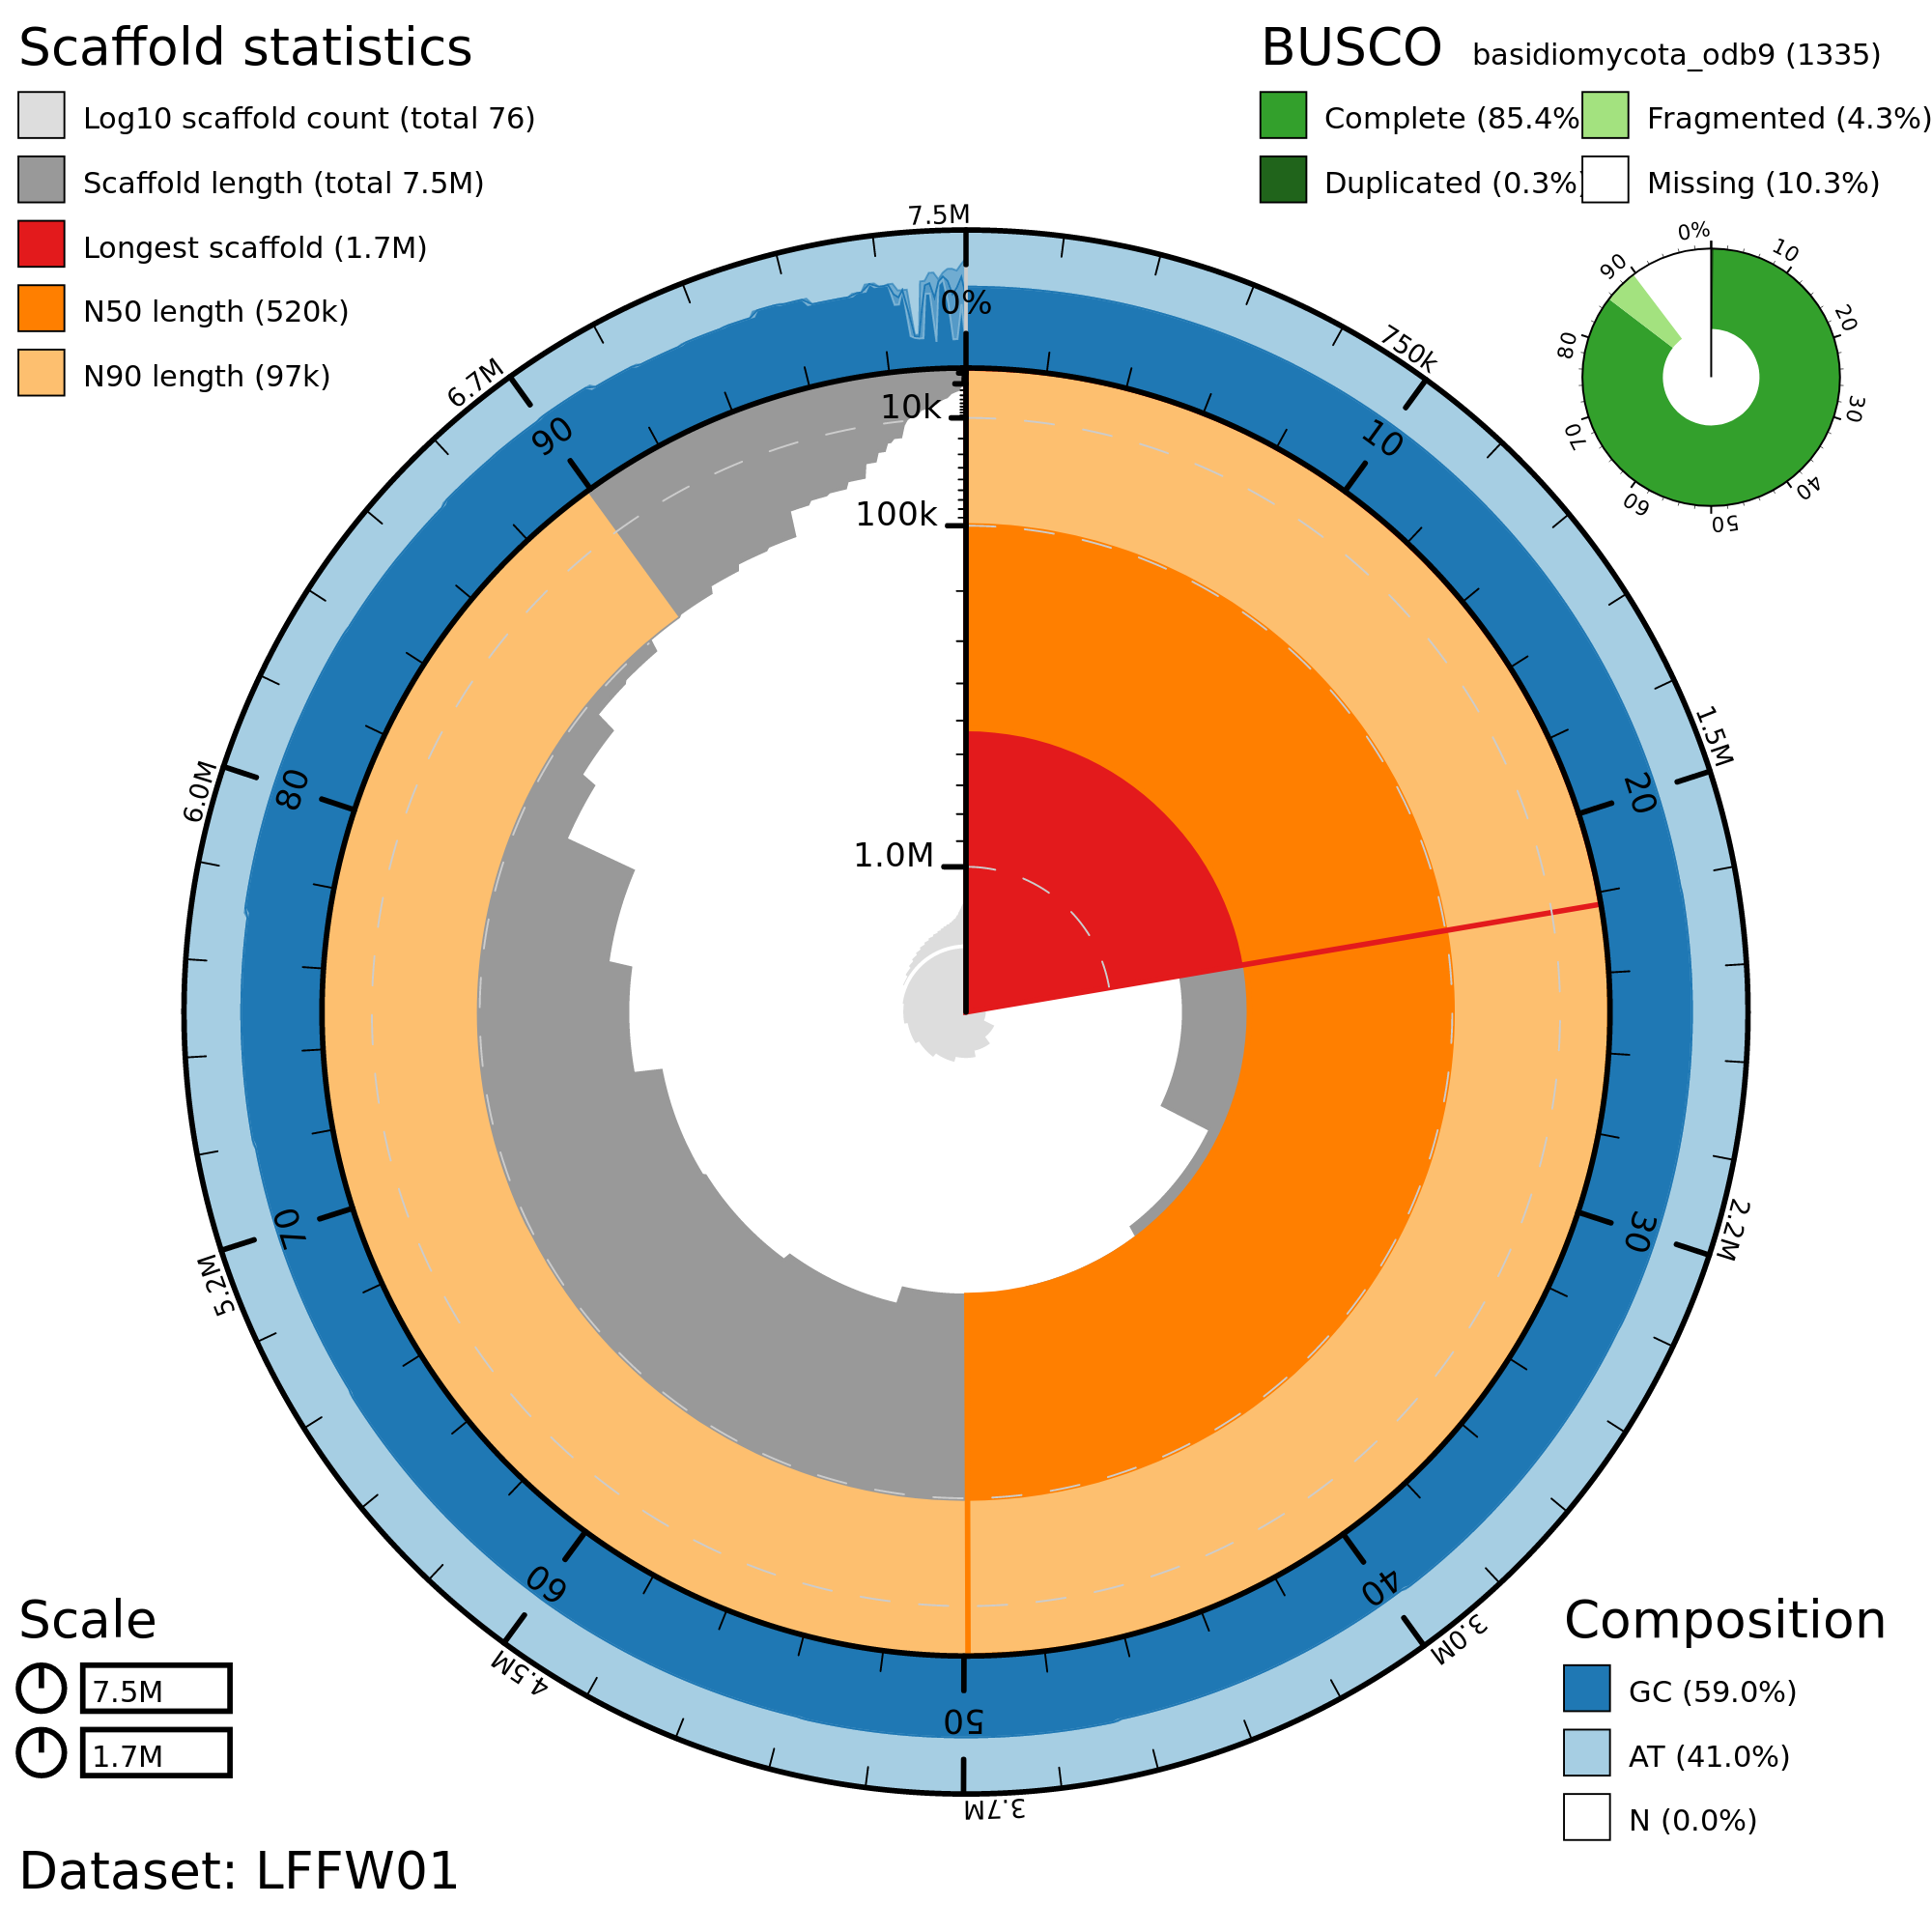 Scaffold statistics
Log10 scaffold count (total 76)
Scaffold length (total 7.5M)
Longest scaffold (1.7M)
N50 length (520k)
N90 length (97k)
BUSCO basidiomycota_odb9 (1335)
Complete (85.4% Fragmented (4.3%)
Duplicated (0.3% Missing (10.3%)
0%
10
20
30
40
50
60
70
80
90
7.5M
750k
1.5M
2.2M
3.0M
3.7M
4.5M
5.2M
6.0M
6.7M
0%
10
20
30
40
50
60
70
80
90
10k
100k
1.0M
Scale
7.5M
1.7M
Composition
GC (59.0%)
AT (41.0%)
N (0.0%)
Dataset: LFFW01